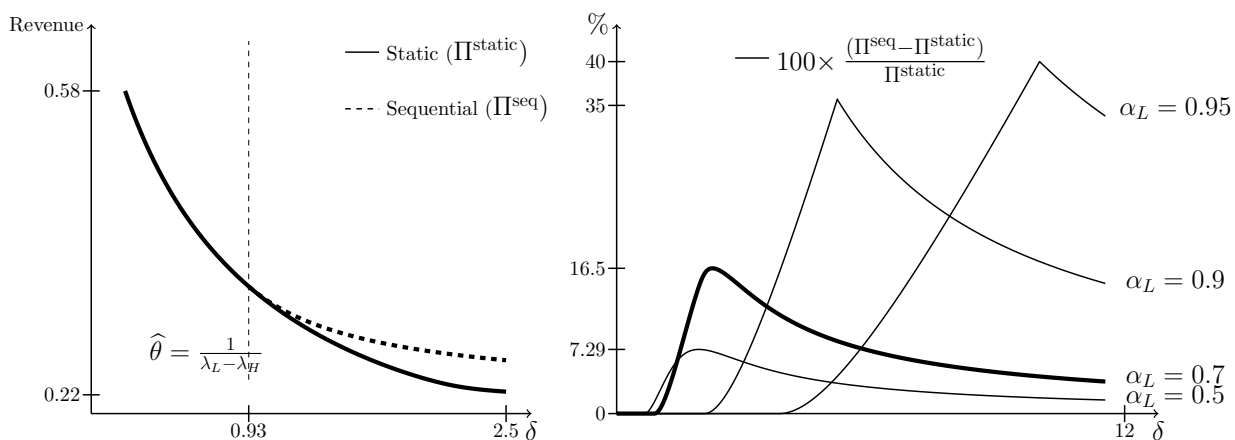 Revenue
Static (Π^static)
Sequential (Π^seq)
0.58
0.22
θ̂ = 1/(λ_L−λ_H)
0.93
2.5
δ
%
100× (Π^seq−Π^static)/Π^static
40
35
16.5
7.29
0
α_L = 0.95
α_L = 0.9
α_L = 0.7
α_L = 0.5
12
δ